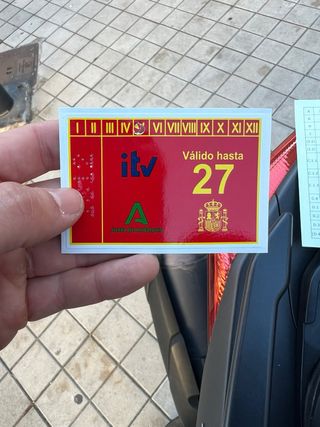 I II III IV VI VII VIII IX X XI XII
itv
Válido hasta
27